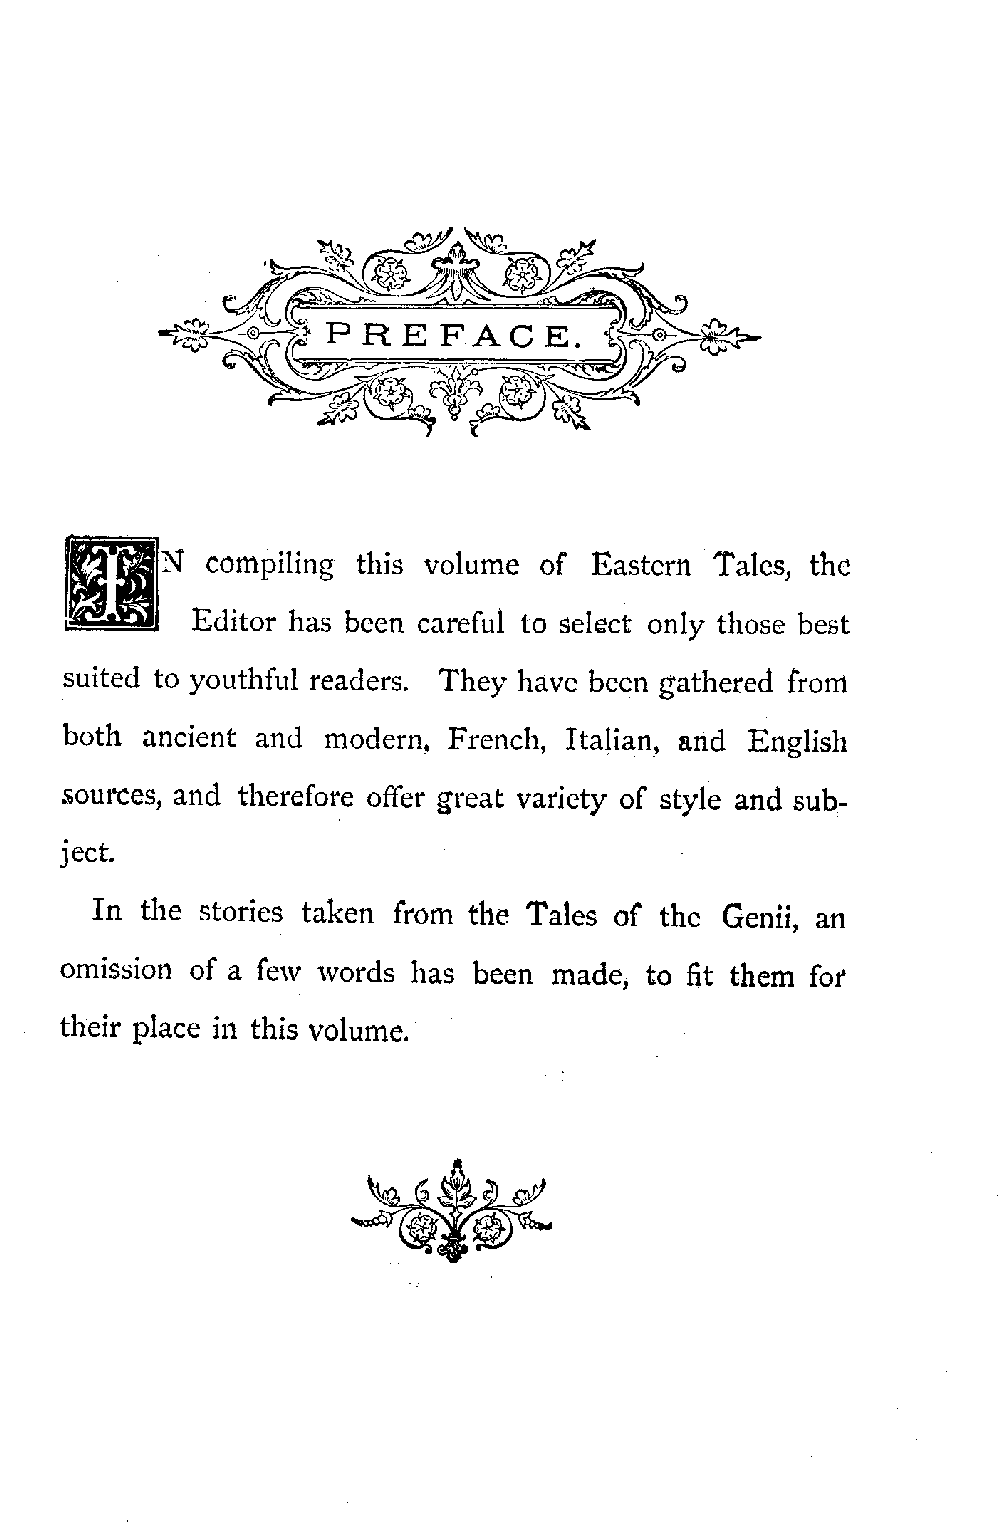 PREFACE.
IN compiling this volume of Eastern Tales, the
Editor has been careful to select only those best
suited to youthful readers. They have been gathered from
both ancient and modern, French, Italian, and English
sources, and therefore offer great variety of style and sub-
ject.
In the stories taken from the Tales of the Genii, an
omission of a few words has been made, to fit them for
their place in this volume.